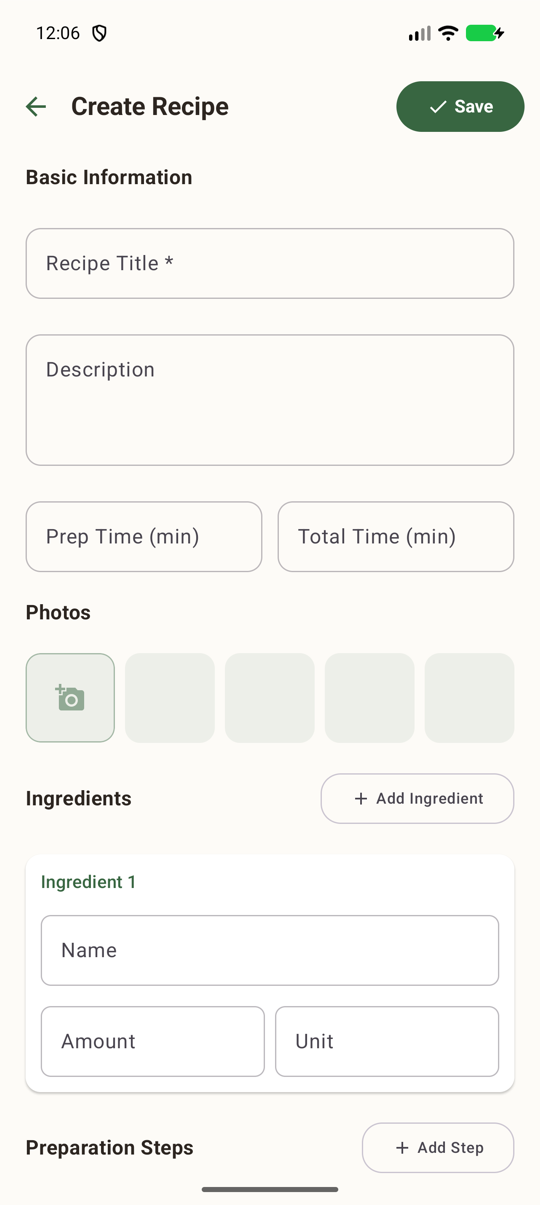 12:06
Create Recipe
Save
Basic Information
Recipe Title *
Description
Prep Time (min)
Total Time (min)
Photos
Ingredients
+ Add Ingredient
Ingredient 1
Name
Amount
Unit
Preparation Steps
+ Add Step